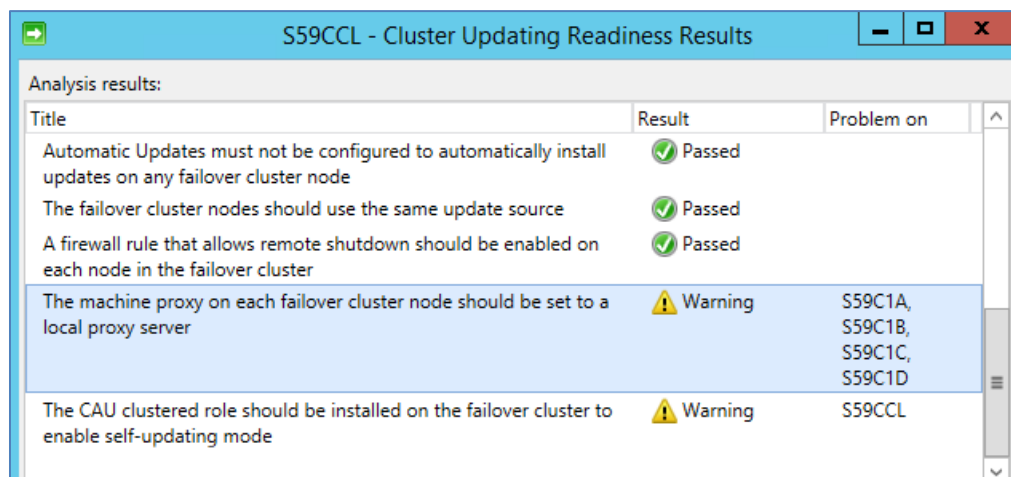 S59CCL - Cluster Updating Readiness Results
Analysis results:
Title Result Problem on
Automatic Updates must not be configured to automatically install Passed
updates on any failover cluster node
The failover cluster nodes should use the same update source Passed
A firewall rule that allows remote shutdown should be enabled on Passed
each node in the failover cluster
The machine proxy on each failover cluster node should be set to a Warning S59C1A,
local proxy server S59C1B,
S59C1C,
S59C1D
The CAU clustered role should be installed on the failover cluster to Warning S59CCL
enable self-updating mode